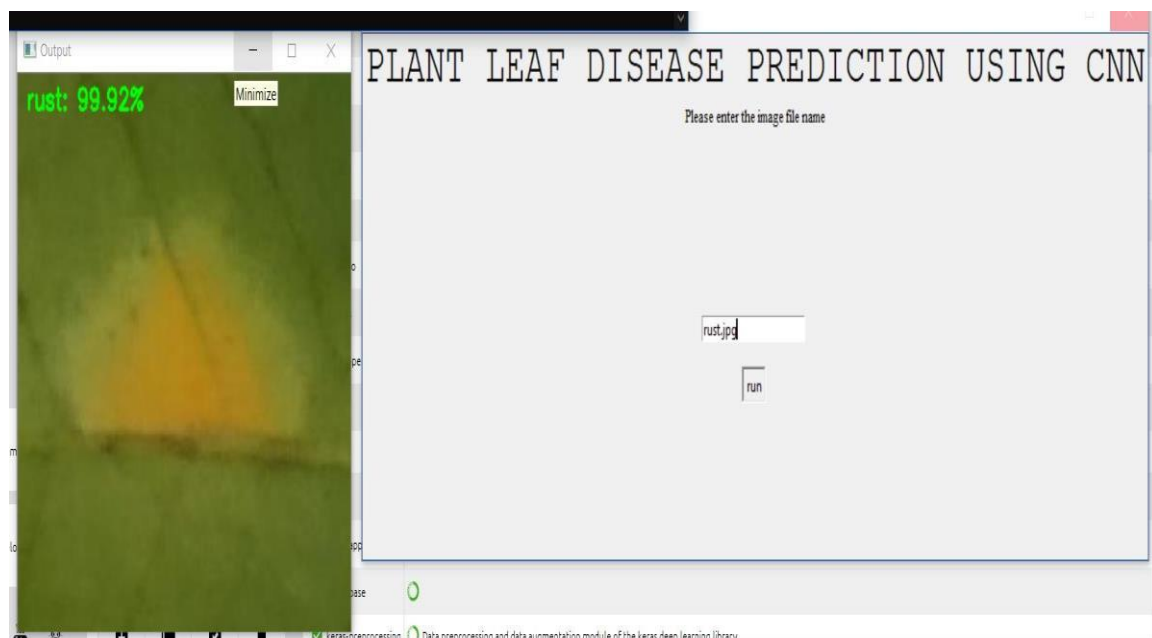 Output
Minimize
rust: 99.92%
PLANT LEAF DISEASE PREDICTION USING CNN
Please enter the image file name
rust.jpg
run
base
keras-preprocessing
Data preprocessing and data augmentation module of the keras deep learning library